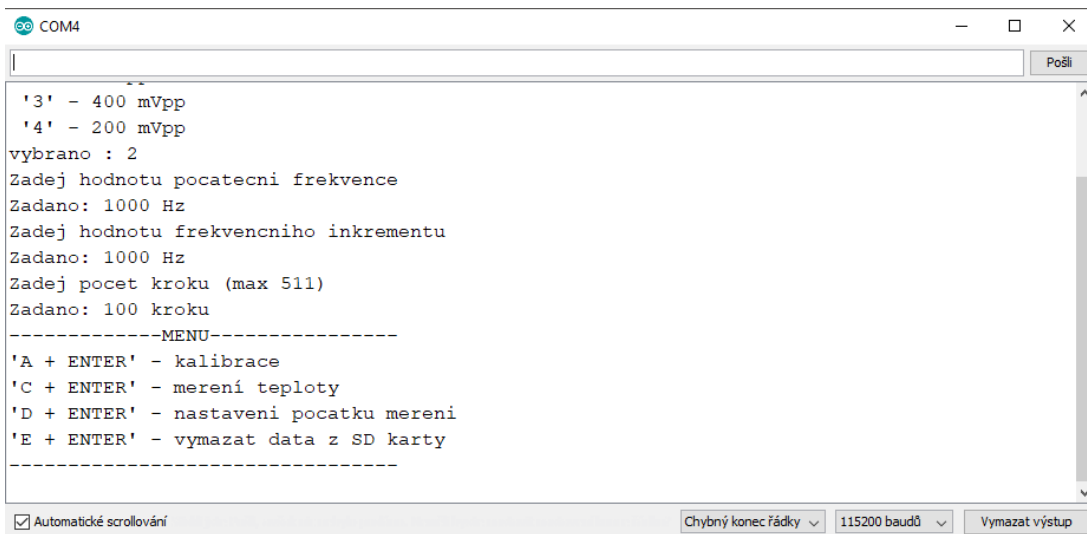 COM4
Pošli
'3' - 400 mVpp
'4' - 200 mVpp
vybrano : 2
Zadej hodnotu pocatecni frekvence
Zadano: 1000 Hz
Zadej hodnotu frekvencniho inkrementu
Zadano: 1000 Hz
Zadej pocet kroku (max 511)
Zadano: 100 kroku
-------------MENU----------------
'A + ENTER' - kalibrace
'C + ENTER' - merení teploty
'D + ENTER' - nastaveni pocatku mereni
'E + ENTER' - vymazat data z SD karty
---------------------------------
Automatické scrollování Chybný konec řádky 115200 baudů Vymazat výstup